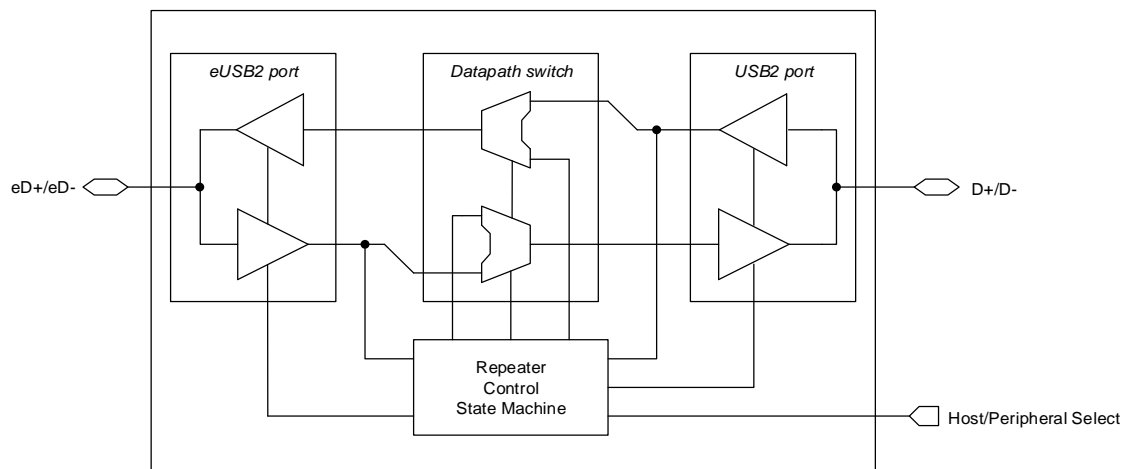 eUSB2 port
Datapath switch
USB2 port
eD+/eD-
D+/D-
Repeater
Control
State Machine
Host/Peripheral Select